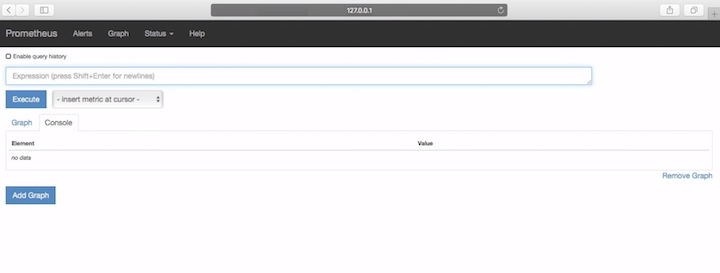 127.0.0.1
Prometheus Alerts Graph Status Help
Enable query history
Expression (press Shift+Enter for newlines)
Execute - insert metric at cursor -
Graph Console
Element Value
no data
Remove Graph
Add Graph